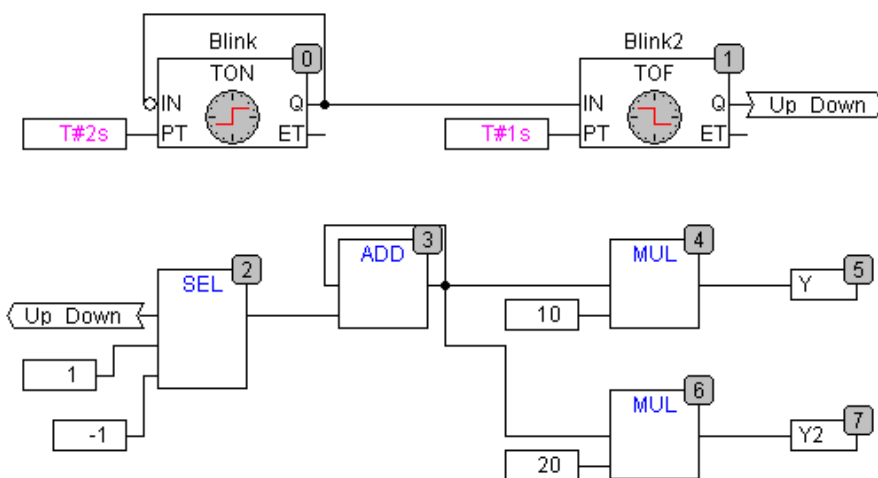 Blink
0
TON
IN
Q
T#2s
PT
ET
Blink2
1
TOF
IN
Q
Up Down
T#1s
PT
ET
2
SEL
Up Down
1
-1
3
ADD
4
MUL
10
5
Y
6
MUL
20
7
Y2